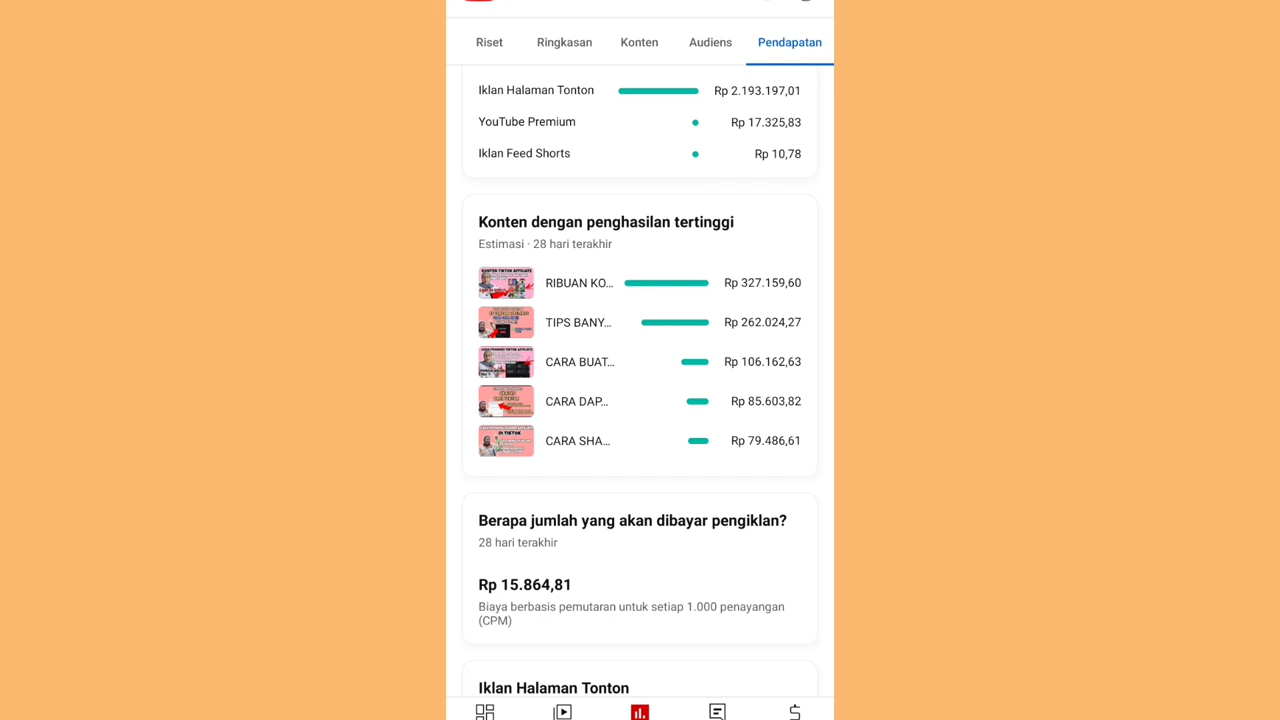 Riset Ringkasan Konten Audiens Pendapatan
Iklan Halaman Tonton Rp 2.193.197,01
YouTube Premium Rp 17.325,83
Iklan Feed Shorts Rp 10,78
Konten dengan penghasilan tertinggi
Estimasi · 28 hari terakhir
RIBUAN KO... Rp 327.159,60
TIPS BANY... Rp 262.024,27
CARA BUAT... Rp 106.162,63
CARA DAP... Rp 85.603,82
CARA SHA... Rp 79.486,61
Berapa jumlah yang akan dibayar pengiklan?
28 hari terakhir
Rp 15.864,81
Biaya berbasis pemutaran untuk setiap 1.000 penayangan
(CPM)
Iklan Halaman Tonton